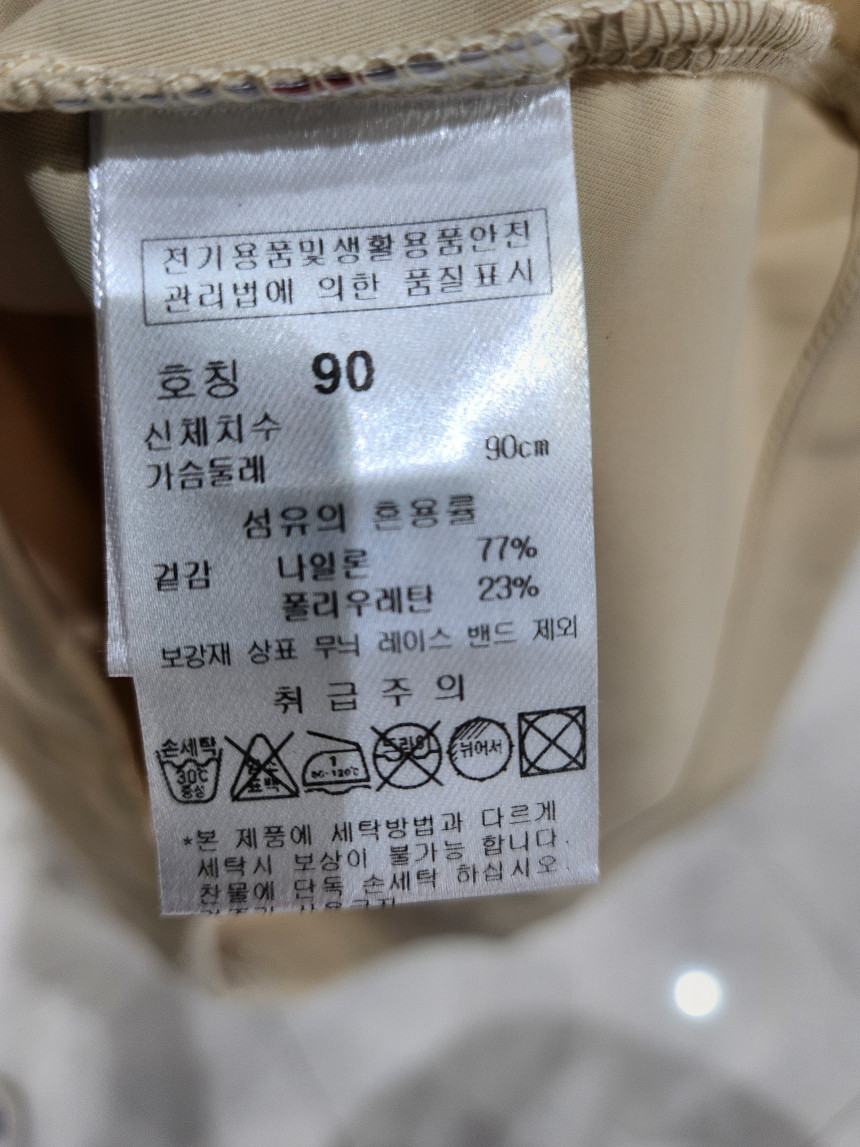 전기용품및생활용품안전
관리법에 의한 품질표시
호칭 90
신체치수
가슴둘레 90cm
섬유의 혼용률
겉감 나일론 77%
폴리우레탄 23%
보강재 상표 무늬 레이스 밴드 제외
취급주의
손세탁 30℃ 중성 표백 1 80~120℃ 드라이 뉘어서
*본 제품에 세탁방법과 다르게
세탁시 보상이 불가능 합니다.
찬물에 단독 손세탁 하십시오.